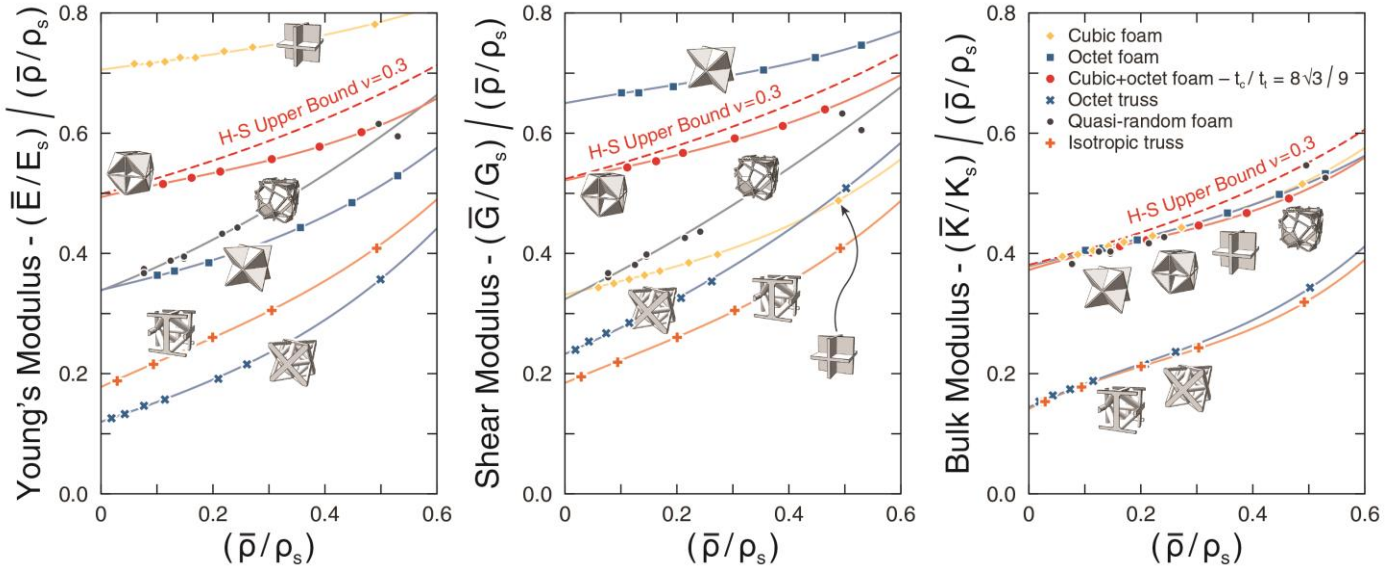 Young's Modulus - (E̅/Eₛ) / (ρ̅/ρₛ)
0.8
0.6
0.4
0.2
0.0
H-S Upper Bound ν=0.3
0 0.2 0.4 0.6
(ρ̅/ρₛ)
Shear Modulus - (G̅/Gₛ) / (ρ̅/ρₛ)
0.8
0.6
0.4
0.2
0.0
H-S Upper Bound ν=0.3
0 0.2 0.4 0.6
(ρ̅/ρₛ)
Bulk Modulus - (K̅/Kₛ) / (ρ̅/ρₛ)
0.8
0.6
0.4
0.2
0.0
Cubic foam
Octet foam
Cubic+octet foam – t_c / t_t = 8√3 / 9
Octet truss
Quasi-random foam
Isotropic truss
H-S Upper Bound ν=0.3
0 0.2 0.4 0.6
(ρ̅/ρₛ)